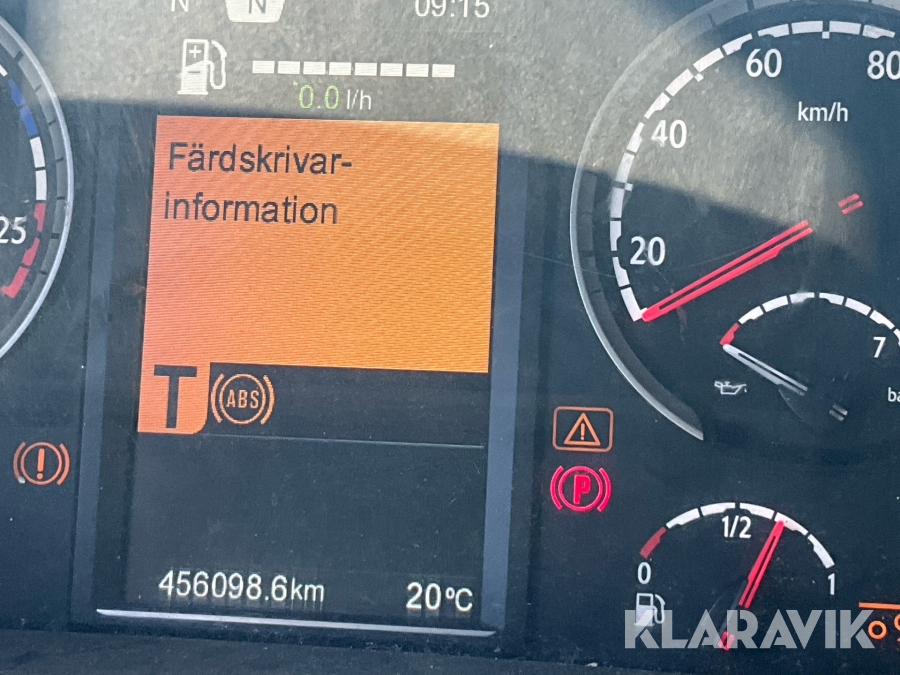 N
N
09:15
0.0 l/h
Färdskrivar-
information
T
ABS
456098.6km
20°C
25
20
40
60
80
km/h
7
P
0
1/2
1
KLARAVIK